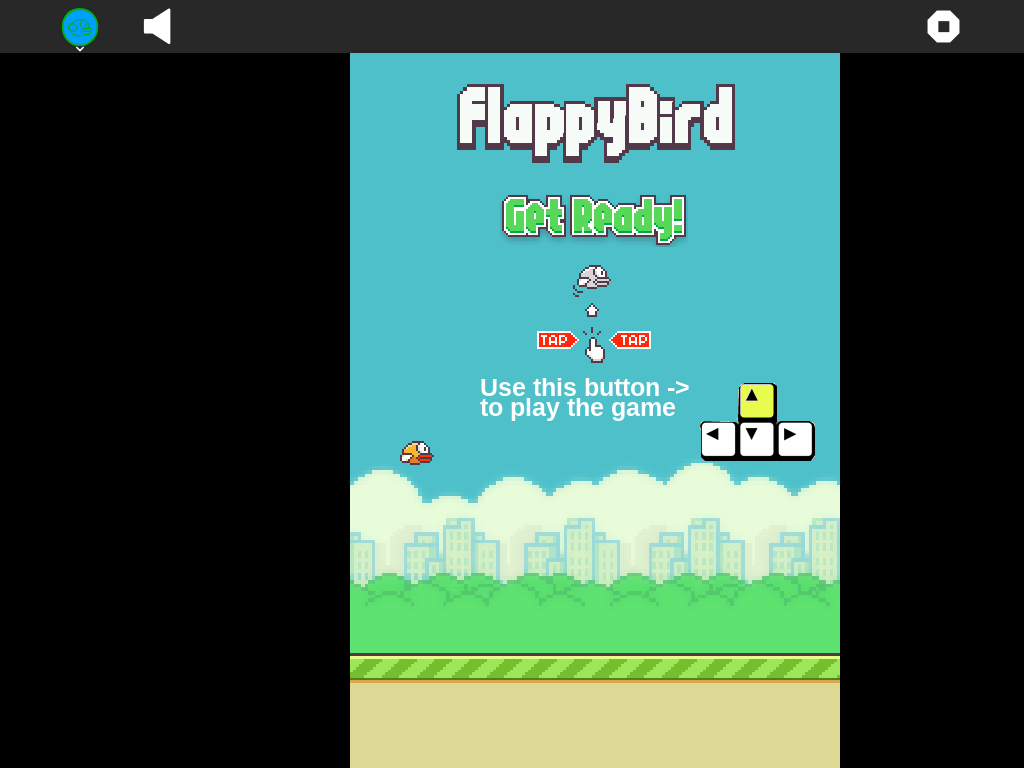 FlappyBird
Get Ready!
TAP TAP
Use this button ->
to play the game